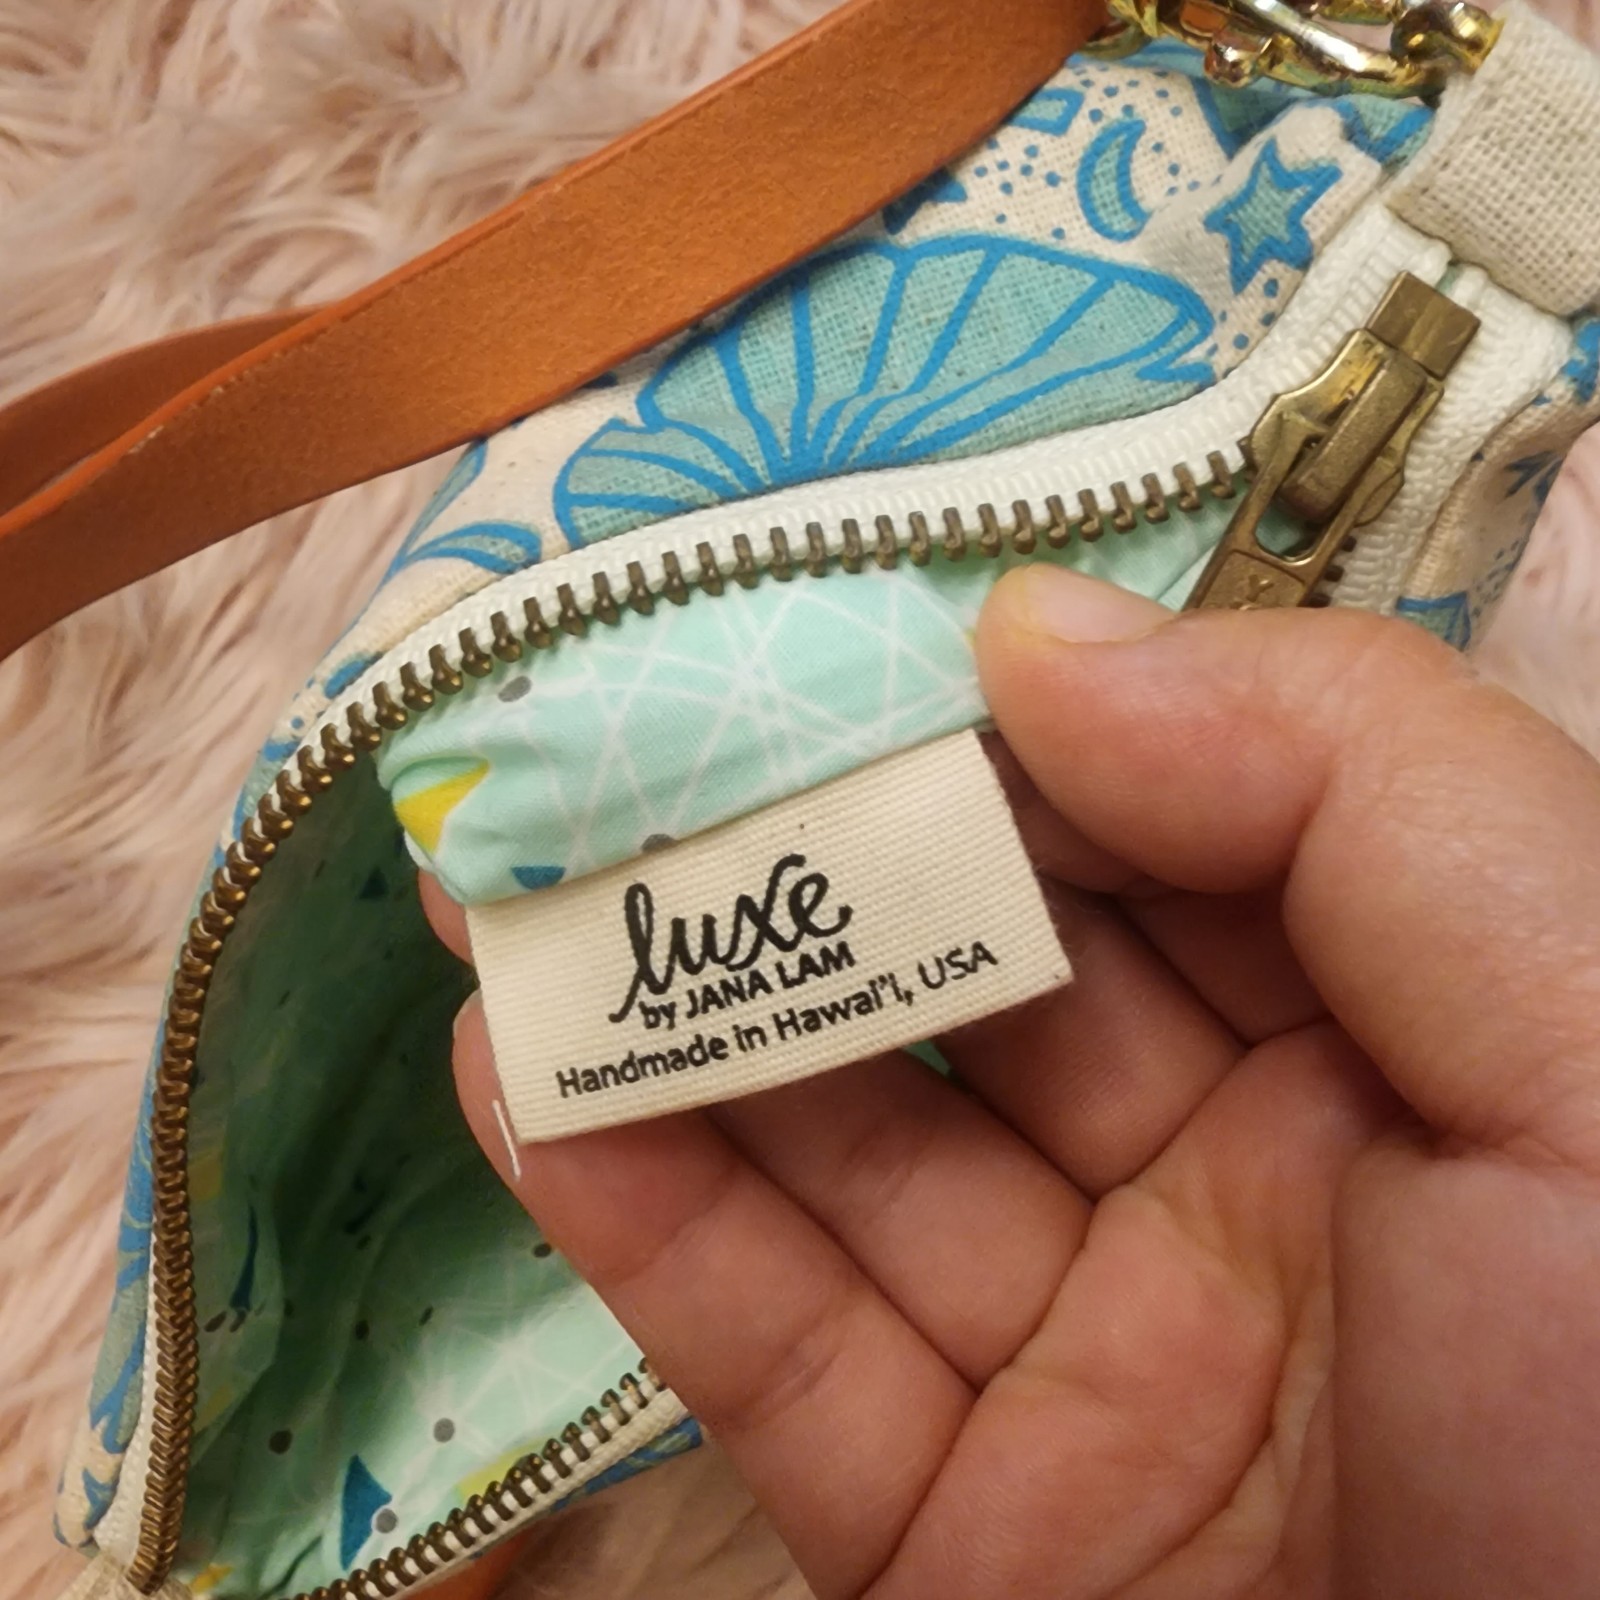 luxe
by JANA LAM
Handmade in Hawai'i, USA